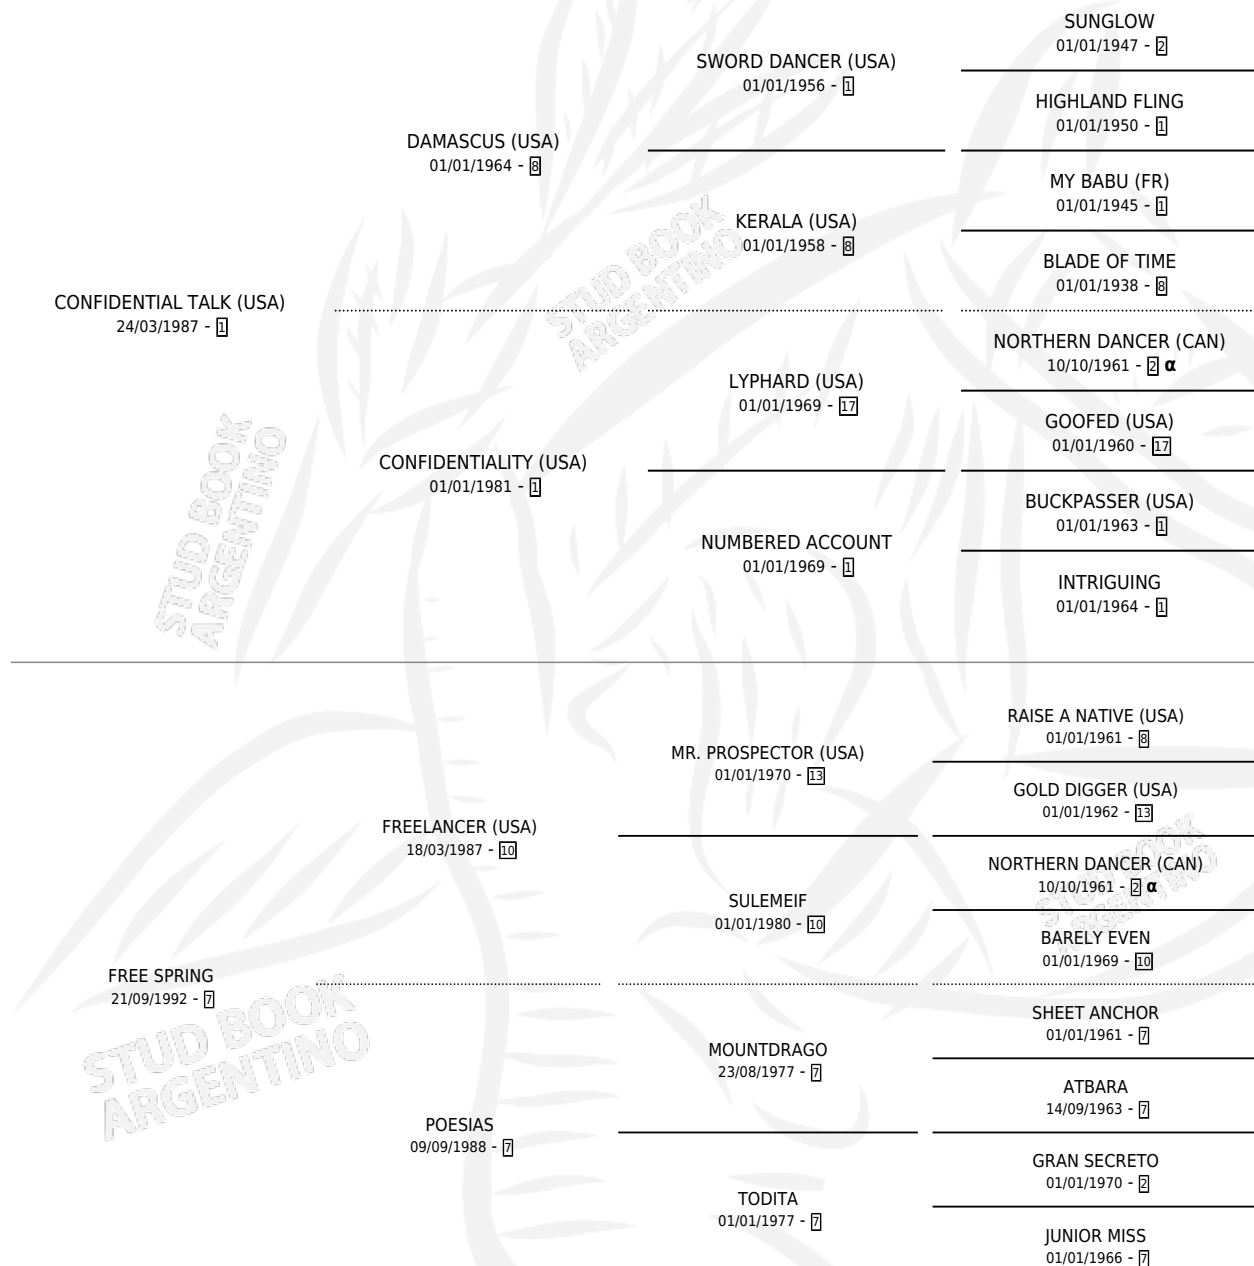 SUNGLOW
01/01/1947 - 2
SWORD DANCER (USA)
01/01/1956 - 1
HIGHLAND FLING
01/01/1950 - 1
DAMASCUS (USA)
01/01/1964 - 8
MY BABU (FR)
01/01/1945 - 1
KERALA (USA)
01/01/1958 - 8
BLADE OF TIME
01/01/1938 - 8
CONFIDENTIAL TALK (USA)
24/03/1987 - 1
NORTHERN DANCER (CAN)
10/10/1961 - 2 α
LYPHARD (USA)
01/01/1969 - 17
GOOFED (USA)
01/01/1960 - 17
CONFIDENTIALITY (USA)
01/01/1981 - 1
BUCKPASSER (USA)
01/01/1963 - 1
NUMBERED ACCOUNT
01/01/1969 - 1
INTRIGUING
01/01/1964 - 1
RAISE A NATIVE (USA)
01/01/1961 - 8
MR. PROSPECTOR (USA)
01/01/1970 - 13
GOLD DIGGER (USA)
01/01/1962 - 13
FREELANCER (USA)
18/03/1987 - 10
NORTHERN DANCER (CAN)
10/10/1961 - 2 α
SULEMEIF
01/01/1980 - 10
BARELY EVEN
01/01/1969 - 10
FREE SPRING
21/09/1992 - 7
SHEET ANCHOR
01/01/1961 - 7
MOUNTDRAGO
23/08/1977 - 7
ATBARA
14/09/1963 - 7
POESIAS
09/09/1988 - 7
GRAN SECRETO
01/01/1970 - 2
TODITA
01/01/1977 - 7
JUNIOR MISS
01/01/1966 - 7
STUD BOOK
ARGENTINO
STUD BOOK
ARGENTINO
STUD BOOK
ARGENTINO
STUD BOOK
ARGENTINO